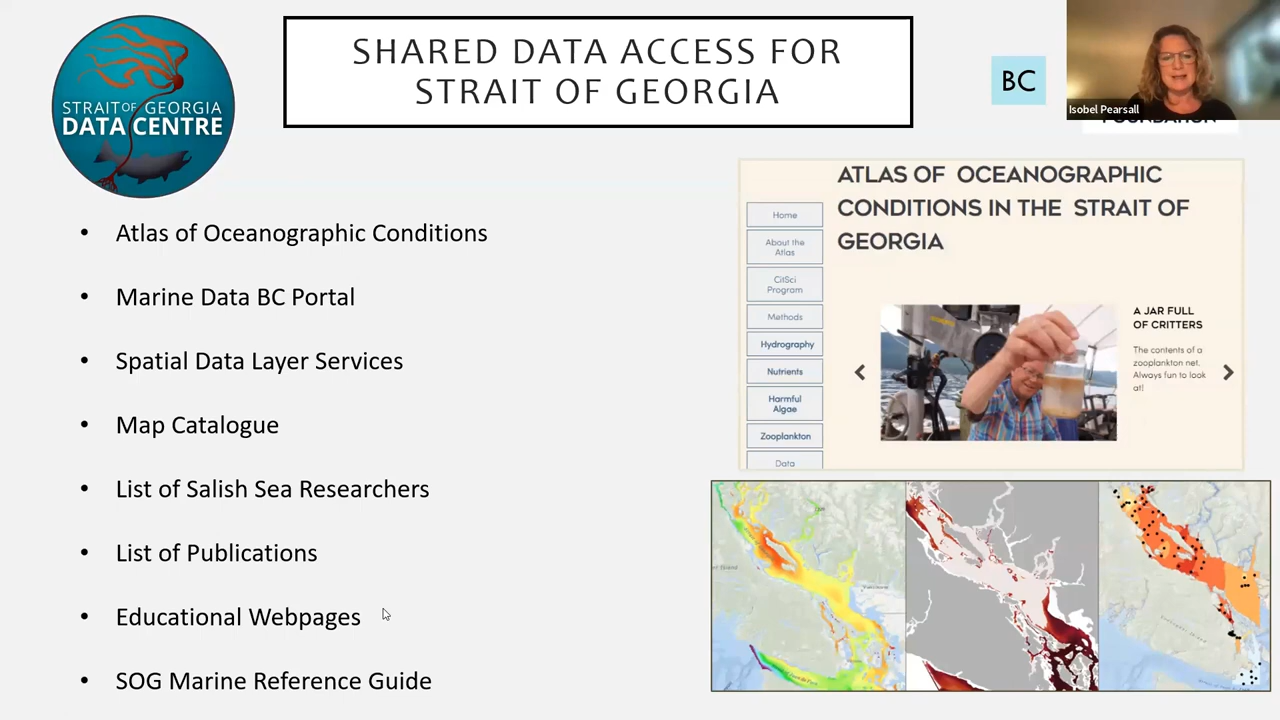 STRAIT OF GEORGIA
DATA CENTRE
SHARED DATA ACCESS FOR
STRAIT OF GEORGIA
BC
Isobel Pearsall
FOUNDATION
• Atlas of Oceanographic Conditions
• Marine Data BC Portal
• Spatial Data Layer Services
• Map Catalogue
• List of Salish Sea Researchers
• List of Publications
• Educational Webpages
• SOG Marine Reference Guide
ATLAS OF OCEANOGRAPHIC
CONDITIONS IN THE STRAIT OF
GEORGIA
Home
About the
Atlas
CitSci
Program
Methods
Hydrography
Nutrients
Harmful
Algae
Zooplankton
Data
A JAR FULL
OF CRITTERS
The contents of a
zooplankton net.
Always fun to look
at!